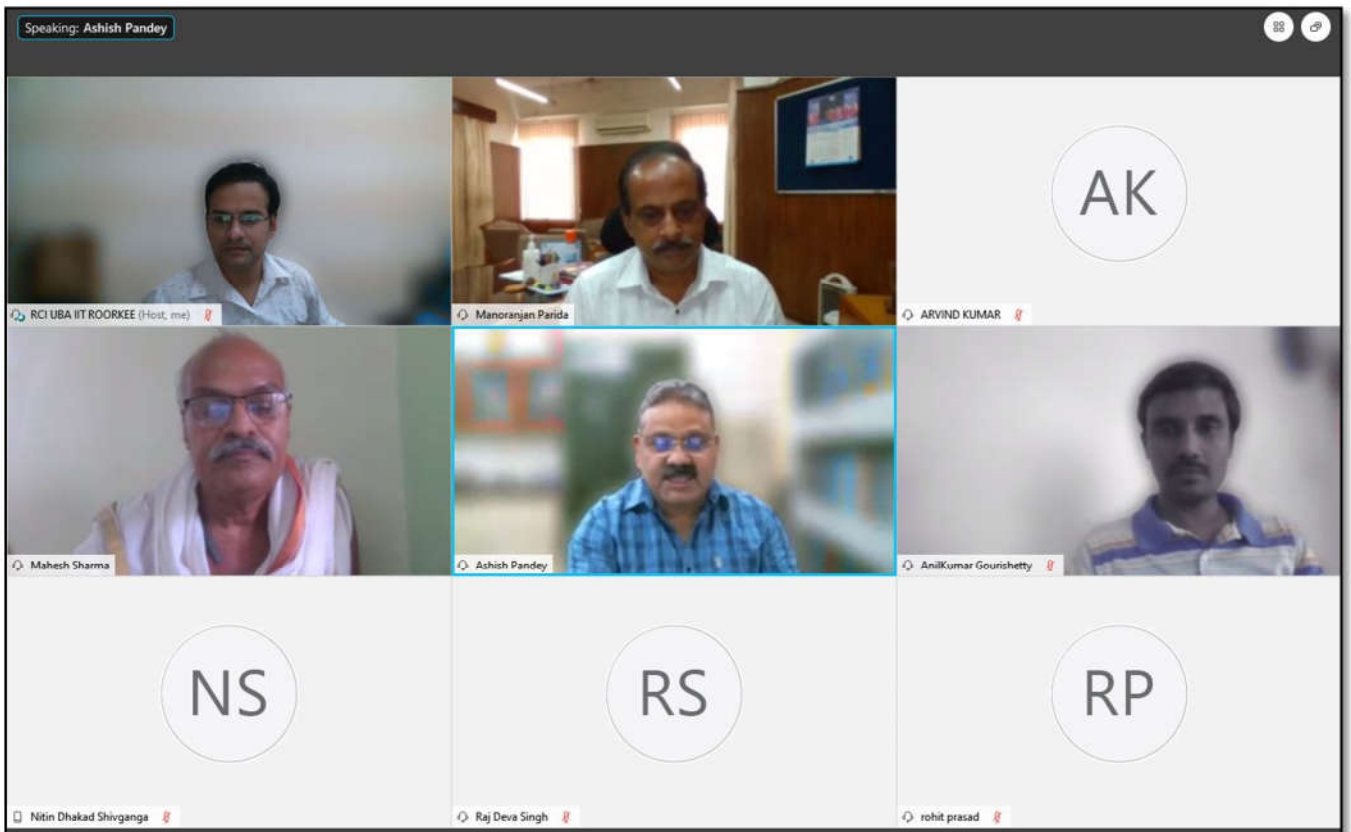 Speaking: Ashish Pandey
RCI UBA IIT ROORKEE (Host, me)
Manoranjan Parida
AK
ARVIND KUMAR
Mahesh Sharma
Ashish Pandey
AnilKumar Gourishetty
NS
Nitin Dhakad Shivganga
RS
Raj Deva Singh
RP
rohit prasad